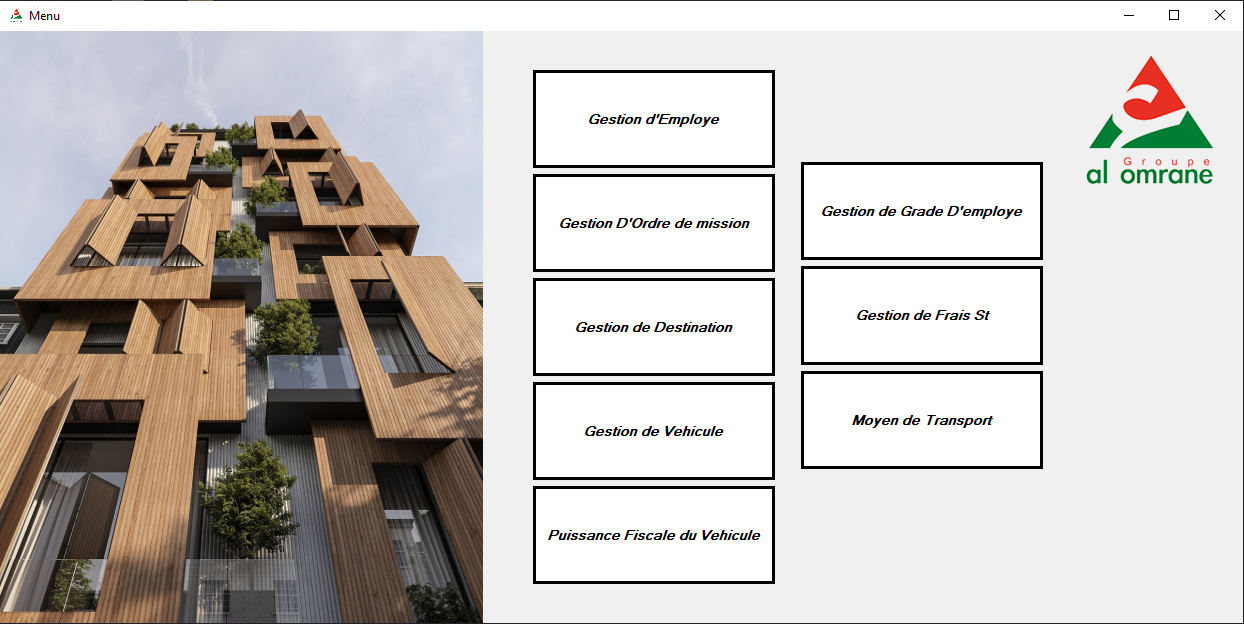 Menu
Gestion d'Employe
Gestion D'Ordre de mission
Gestion de Destination
Gestion de Vehicule
Puissance Fiscale du Vehicule
Gestion de Grade D'employe
Gestion de Frais St
Moyen de Transport
Groupe
al omrane